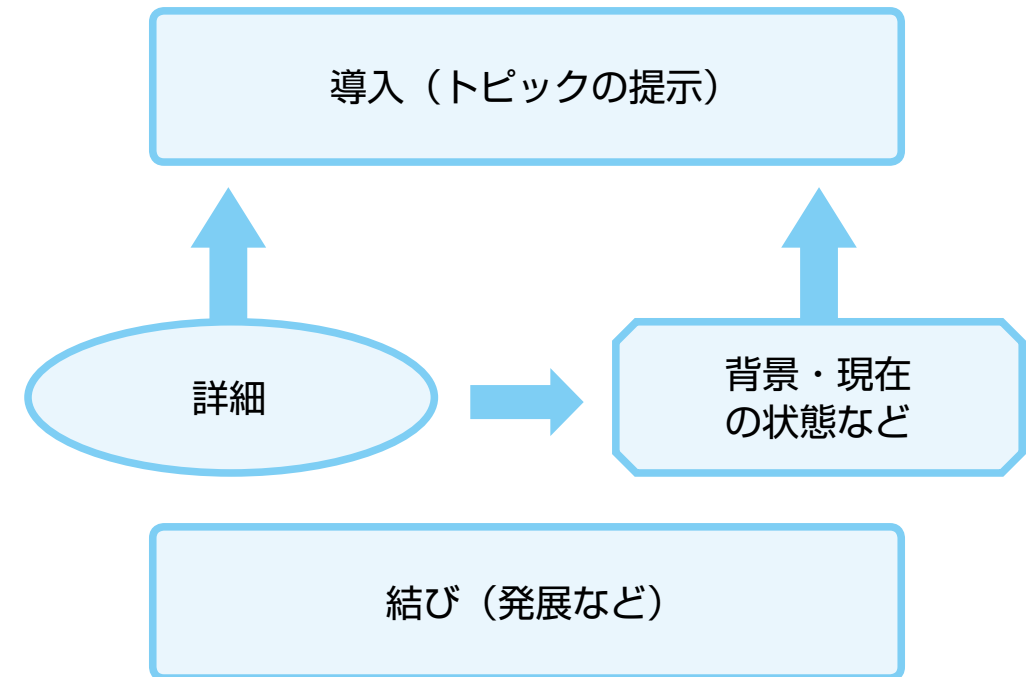 導入（トピックの提示）
詳細
背景・現在
の状態など
結び（発展など）